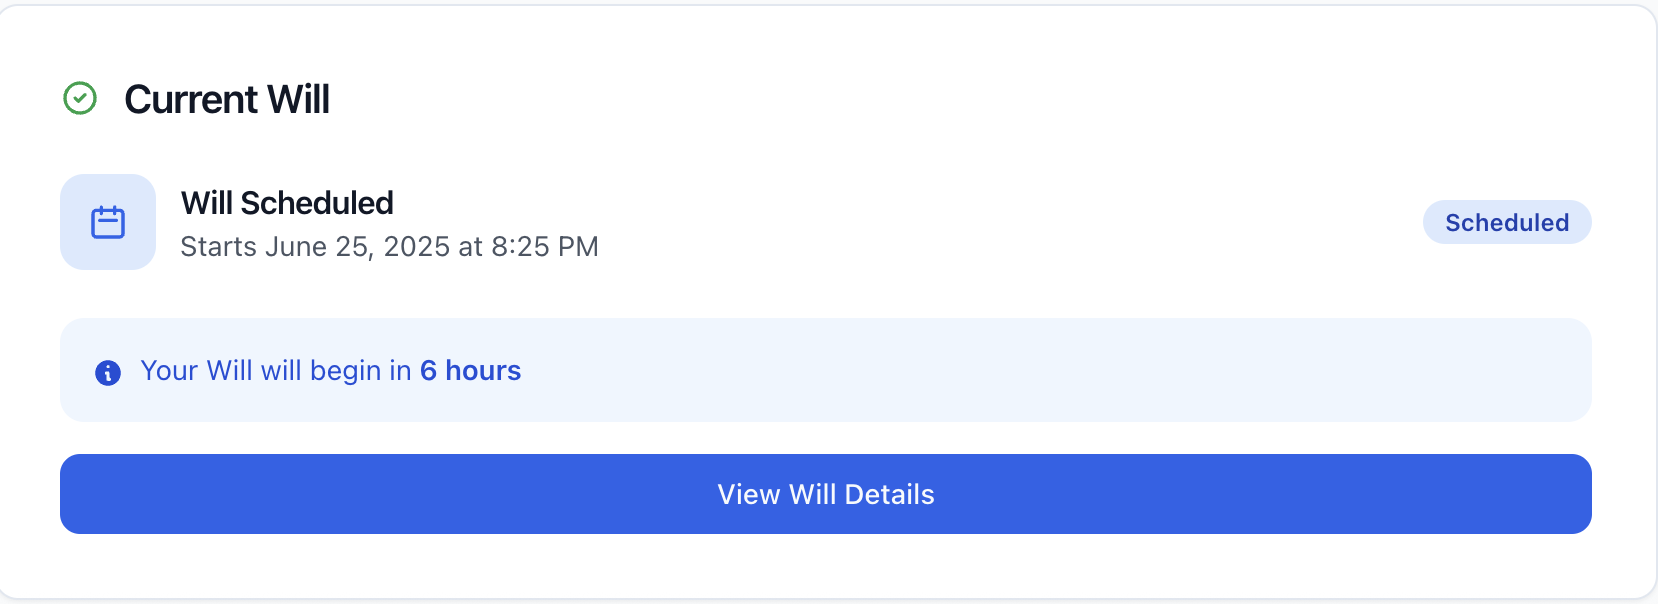 Current Will
Will Scheduled
Starts June 25, 2025 at 8:25 PM
Scheduled
Your Will will begin in 6 hours
View Will Details